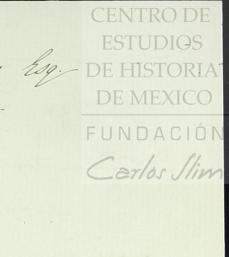 CENTRO DE
ESTUDIOS
Esq. DE HISTORIA
DE MEXICO
FUNDACIÓN
Carlos Slim